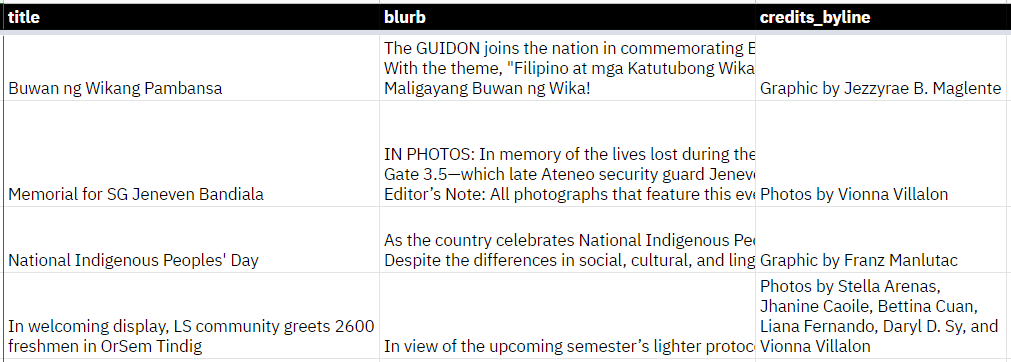 title blurb credits_byline
The GUIDON joins the nation in commemorating
With the theme, "Filipino at mga Katutubong Wika
Buwan ng Wikang Pambansa Maligayang Buwan ng Wika! Graphic by Jezzyrae B. Maglente
IN PHOTOS: In memory of the lives lost during the
Gate 3.5—which late Ateneo security guard
Memorial for SG Jeneven Bandiala Editor's Note: All photographs that feature this Photos by Vionna Villalon
As the country celebrates National Indigenous
National Indigenous Peoples' Day Despite the differences in social, cultural, and Graphic by Franz Manlutac
Photos by Stella Arenas,
Jhanine Caoile, Bettina Cuan,
In welcoming display, LS community greets 2600 Liana Fernando, Daryl D. Sy, and
freshmen in OrSem Tindig In view of the upcoming semester's lighter Vionna Villalon